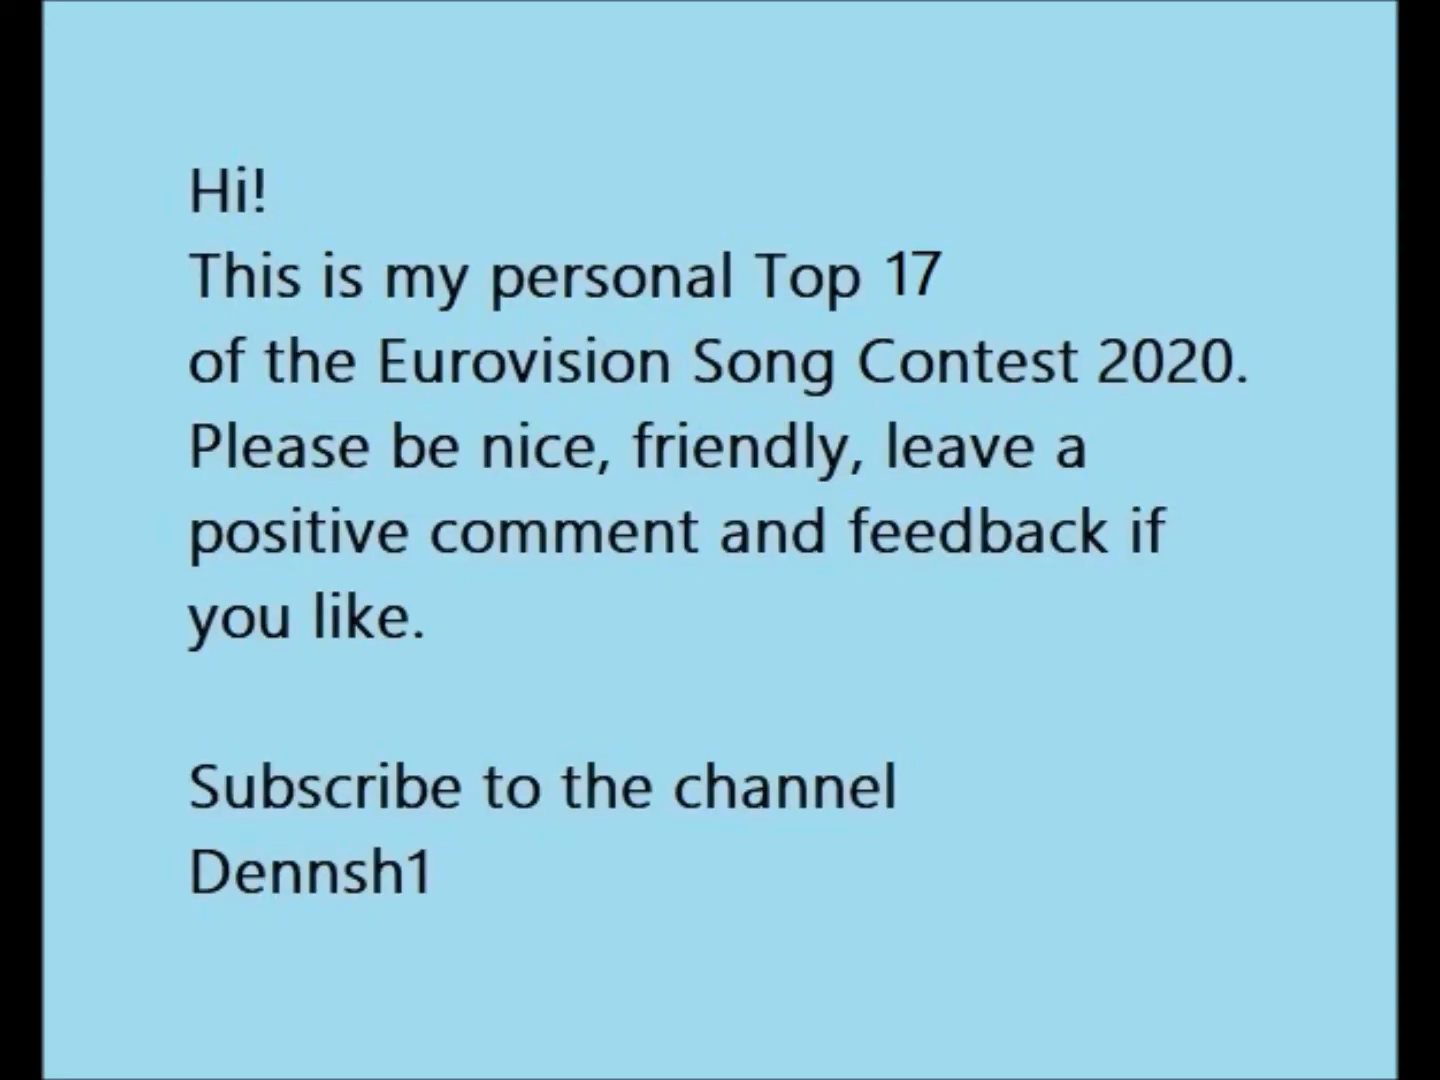 Hi!
This is my personal Top 17
of the Eurovision Song Contest 2020.
Please be nice, friendly, leave a
positive comment and feedback if
you like.
Subscribe to the channel
Dennsh1